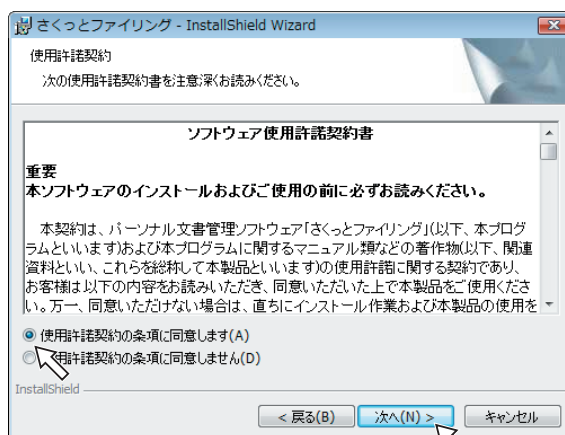 さくっとファイリング - InstallShield Wizard
使用許諾契約
次の使用許諾契約書を注意深くお読みください。
ソフトウェア使用許諾契約書
重要
本ソフトウェアのインストールおよびご使用の前に必ずお読みください。
本契約は、パーソナル文書管理ソフトウェア「さくっとファイリング」(以下、本プログ
ラムといいます)および本プログラムに関するマニュアル類などの著作物(以下、関連
資料といい、これらを総称して本製品といいます)の使用許諾に関する契約であり、
お客様は以下の内容をお読みいただき、同意いただいた上で本製品をご使用くださ
い。万一、同意いただけない場合は、直ちにインストール作業および本製品の使用を
使用許諾契約の条項に同意します(A)
用許諾契約の条項に同意しません(D)
InstallShield
< 戻る(B)
次へ(N) >
キャンセル